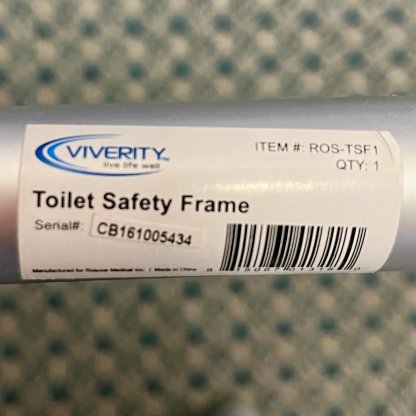 VIVERITY™
live life well
ITEM #: ROS-TSF1
QTY: 1
Toilet Safety Frame
Serial#: CB161005434
Manufactured for Roscoe Medical Inc. | Made in China